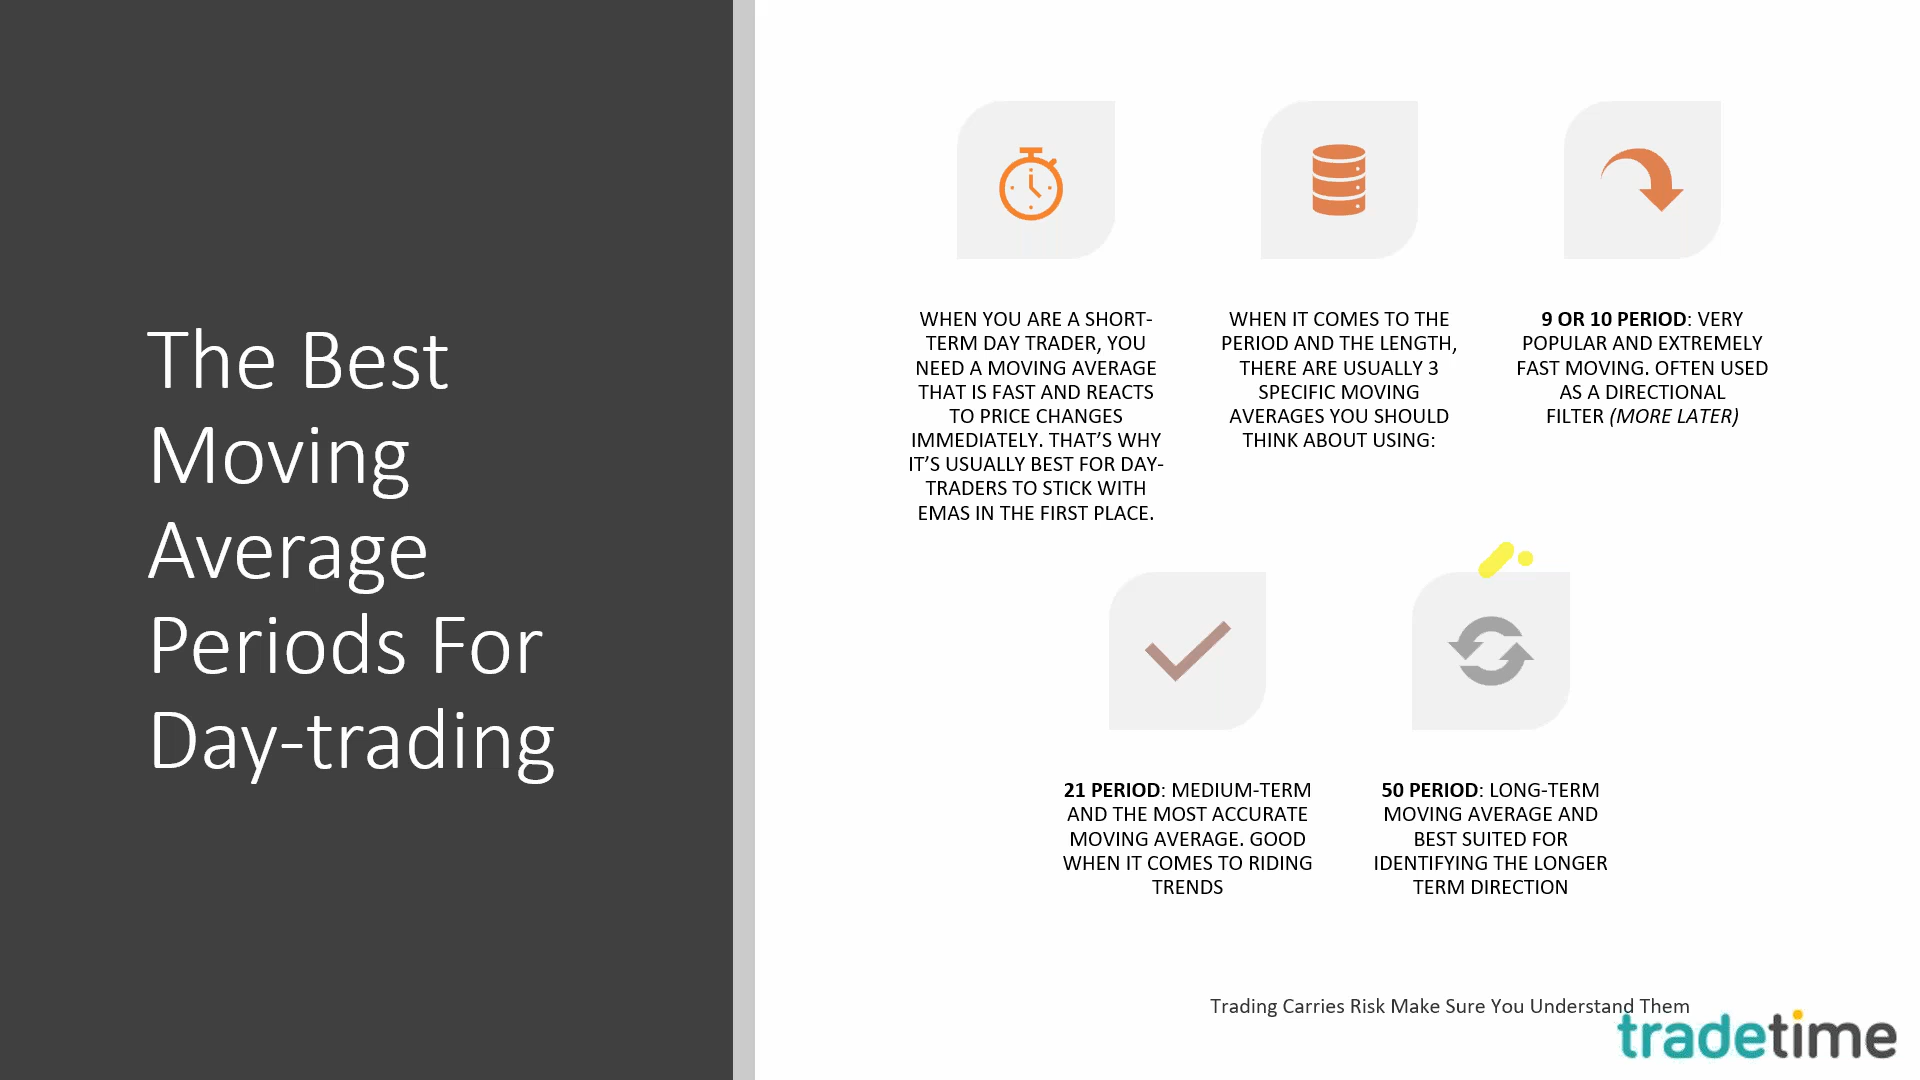 The Best
Moving
Average
Periods For
Day-trading
WHEN YOU ARE A SHORT-
TERM DAY TRADER, YOU
NEED A MOVING AVERAGE
THAT IS FAST AND REACTS
TO PRICE CHANGES
IMMEDIATELY. THAT’S WHY
IT’S USUALLY BEST FOR DAY-
TRADERS TO STICK WITH
EMAS IN THE FIRST PLACE.
WHEN IT COMES TO THE
PERIOD AND THE LENGTH,
THERE ARE USUALLY 3
SPECIFIC MOVING
AVERAGES YOU SHOULD
THINK ABOUT USING:
9 OR 10 PERIOD: VERY
POPULAR AND EXTREMELY
FAST MOVING. OFTEN USED
AS A DIRECTIONAL
FILTER (MORE LATER)
21 PERIOD: MEDIUM-TERM
AND THE MOST ACCURATE
MOVING AVERAGE. GOOD
WHEN IT COMES TO RIDING
TRENDS
50 PERIOD: LONG-TERM
MOVING AVERAGE AND
BEST SUITED FOR
IDENTIFYING THE LONGER
TERM DIRECTION
Trading Carries Risk Make Sure You Understand Them
tradetime